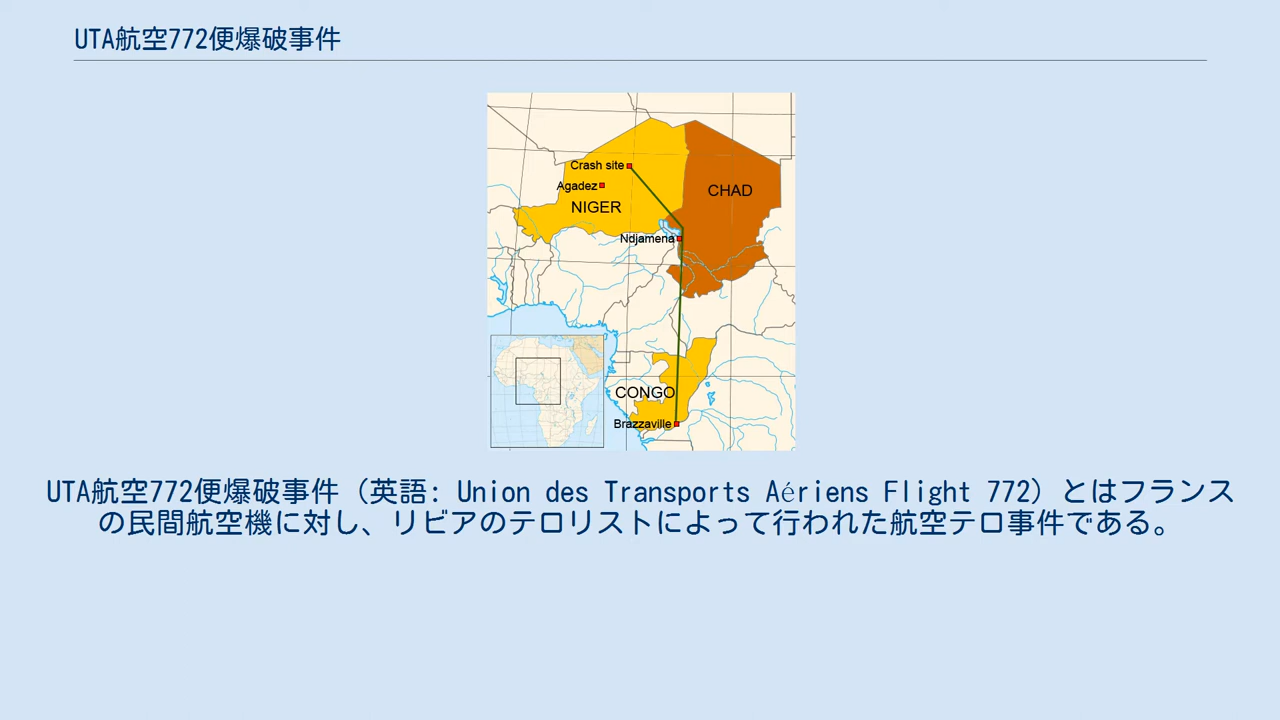 UTA航空772便爆破事件
Crash site
Agadez
NIGER
CHAD
Ndjamena
CONGO
Brazzaville
UTA航空772便爆破事件（英語: Union des Transports Aériens Flight 772）とはフランス
の民間航空機に対し、リビアのテロリストによって行われた航空テロ事件である。